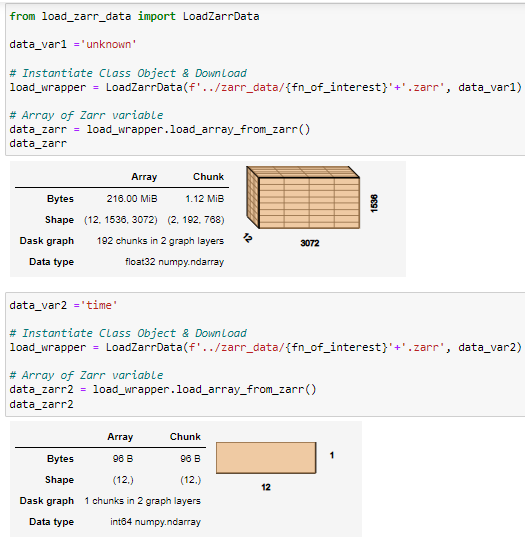 from load_zarr_data import LoadZarrData
data_var1 ='unknown'
# Instantiate Class Object & Download
load_wrapper = LoadZarrData(f'../zarr_data/{fn_of_interest}'+'.zarr', data_var1)
# Array of Zarr variable
data_zarr = load_wrapper.load_array_from_zarr()
data_zarr
Array Chunk
Bytes 216.00 MiB 1.12 MiB
Shape (12, 1536, 3072) (2, 192, 768)
Dask graph 192 chunks in 2 graph layers
Data type float32 numpy.ndarray
1536
12
3072
data_var2 ='time'
# Instantiate Class Object & Download
load_wrapper = LoadZarrData(f'../zarr_data/{fn_of_interest}'+'.zarr', data_var2)
# Array of Zarr variable
data_zarr2 = load_wrapper.load_array_from_zarr()
data_zarr2
Array Chunk
Bytes 96 B 96 B
Shape (12,) (12,)
Dask graph 1 chunks in 2 graph layers
Data type int64 numpy.ndarray
1
12